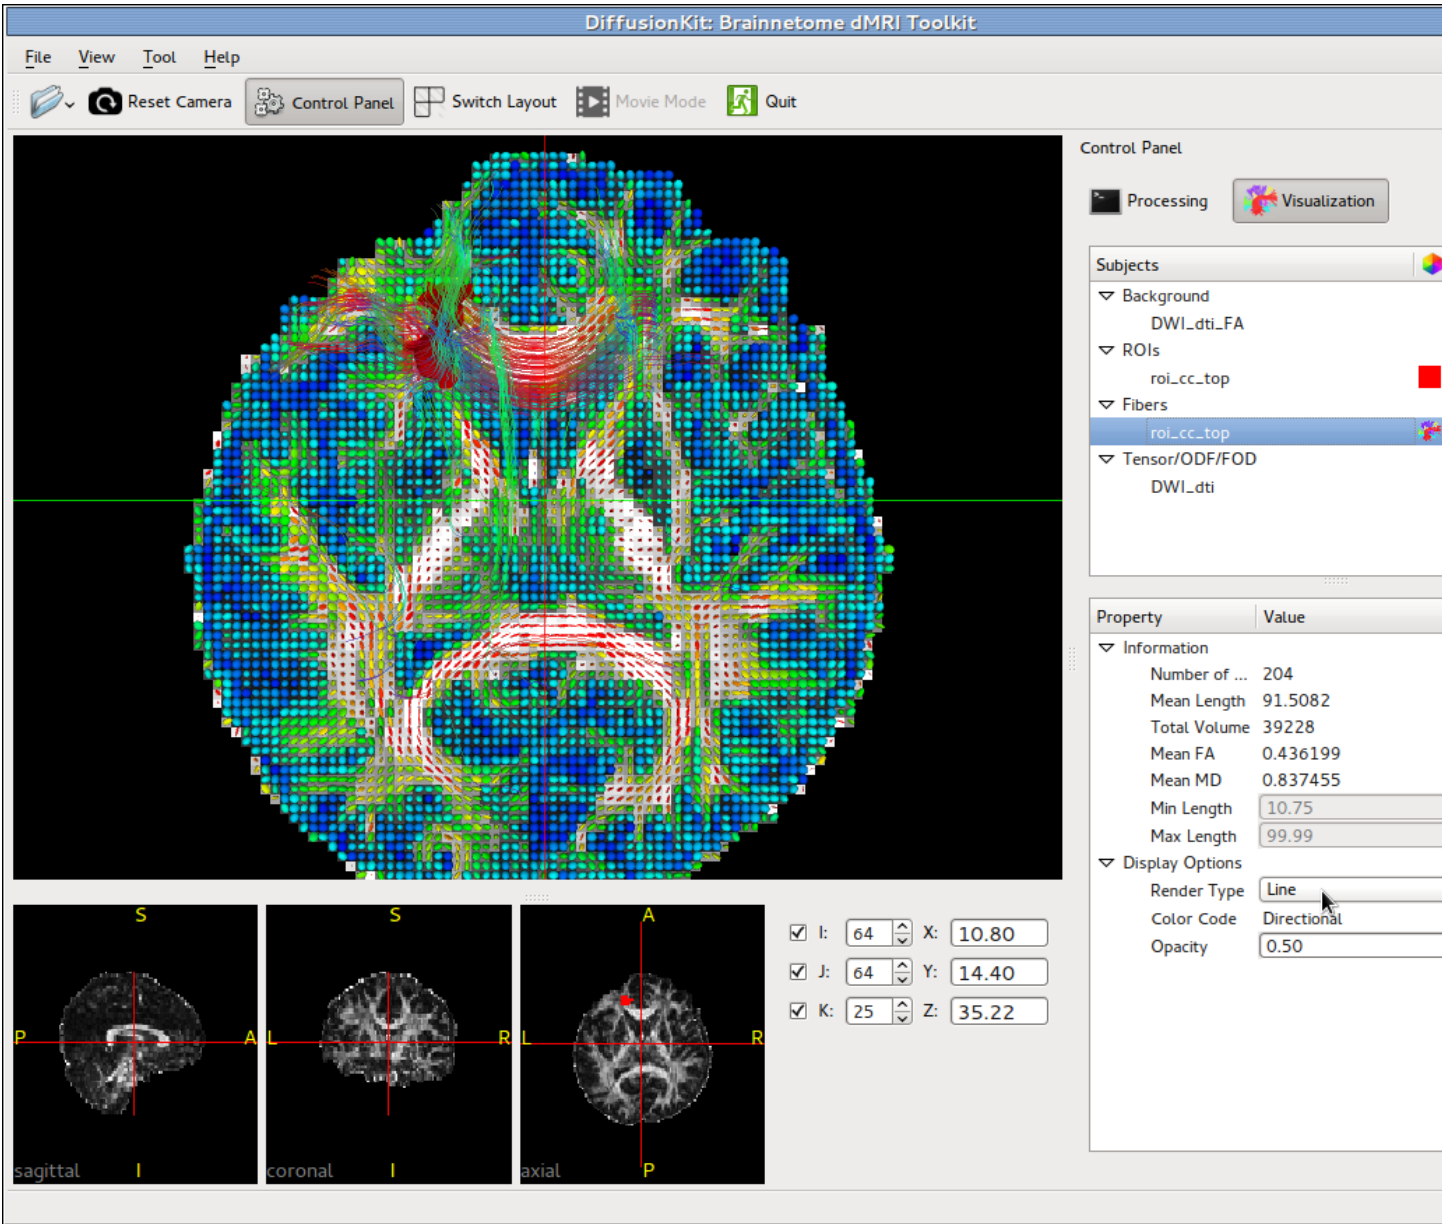 DiffusionKit: Brainnetome dMRI Toolkit
File View Tool Help
Reset Camera Control Panel Switch Layout Movie Mode Quit
Control Panel
Processing Visualization
Subjects
Background
DWI_dti_FA
ROIs
roi_cc_top
Fibers
roi_cc_top
Tensor/ODF/FOD
DWI_dti
Property Value
Information
Number of ... 204
Mean Length 91.5082
Total Volume 39228
Mean FA 0.436199
Mean MD 0.837455
Min Length 10.75
Max Length 99.99
Display Options
Render Type Line
Color Code Directional
Opacity 0.50
S
P A
sagittal I
S
L R
coronal I
A
L R
axial P
I: 64 X: 10.80
J: 64 Y: 14.40
K: 25 Z: 35.22